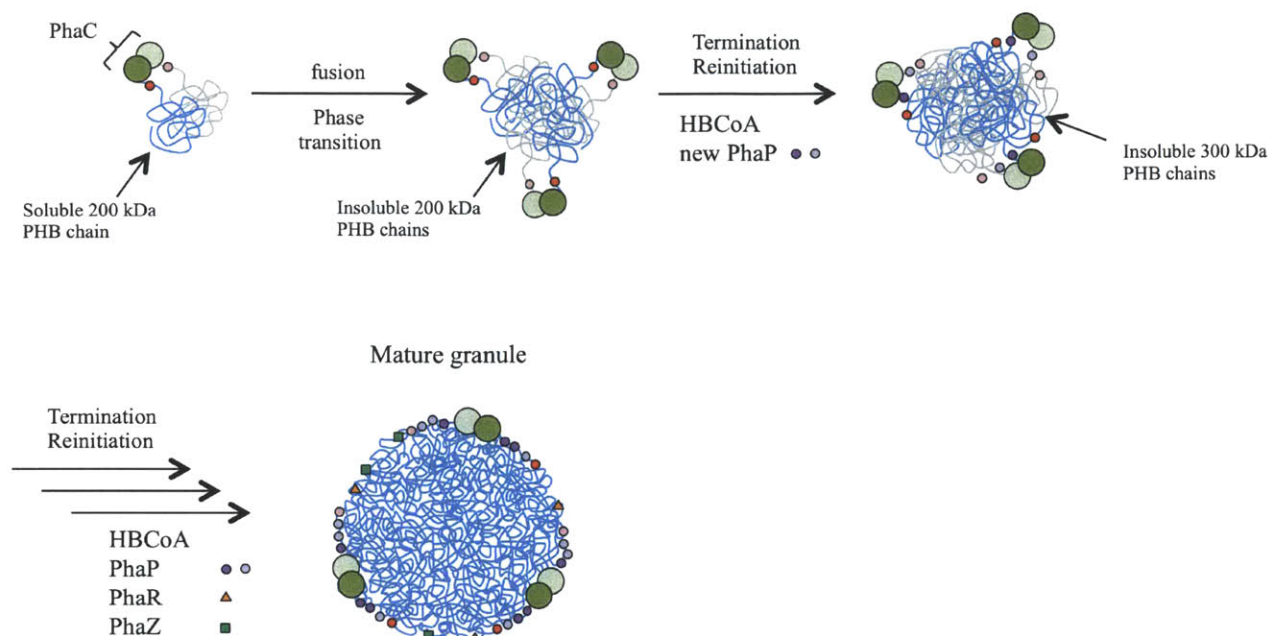 PhaC
fusion
Phase
transition
Soluble 200 kDa
PHB chain
Insoluble 200 kDa
PHB chains
Termination
Reinitiation
HBCoA
new PhaP
Insoluble 300 kDa
PHB chains
Mature granule
Termination
Reinitiation
HBCoA
PhaP
PhaR
PhaZ